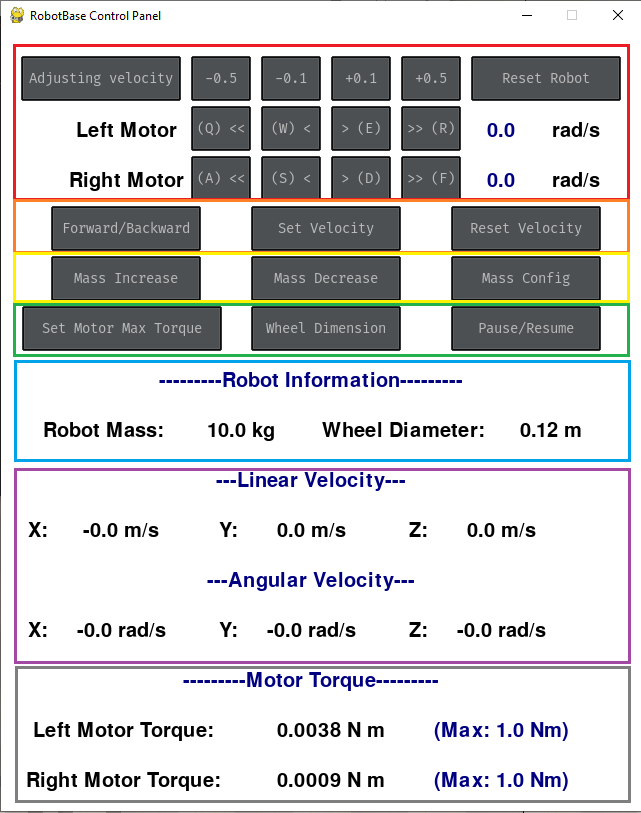 RobotBase Control Panel
Adjusting velocity -0.5 -0.1 +0.1 +0.5 Reset Robot
Left Motor (Q) << (W) < > (E) >> (R) 0.0 rad/s
Right Motor (A) << (S) < > (D) >> (F) 0.0 rad/s
Forward/Backward Set Velocity Reset Velocity
Mass Increase Mass Decrease Mass Config
Set Motor Max Torque Wheel Dimension Pause/Resume
---------Robot Information---------
Robot Mass: 10.0 kg Wheel Diameter: 0.12 m
---Linear Velocity---
X: -0.0 m/s Y: 0.0 m/s Z: 0.0 m/s
---Angular Velocity---
X: -0.0 rad/s Y: -0.0 rad/s Z: -0.0 rad/s
---------Motor Torque---------
Left Motor Torque: 0.0038 N m (Max: 1.0 Nm)
Right Motor Torque: 0.0009 N m (Max: 1.0 Nm)